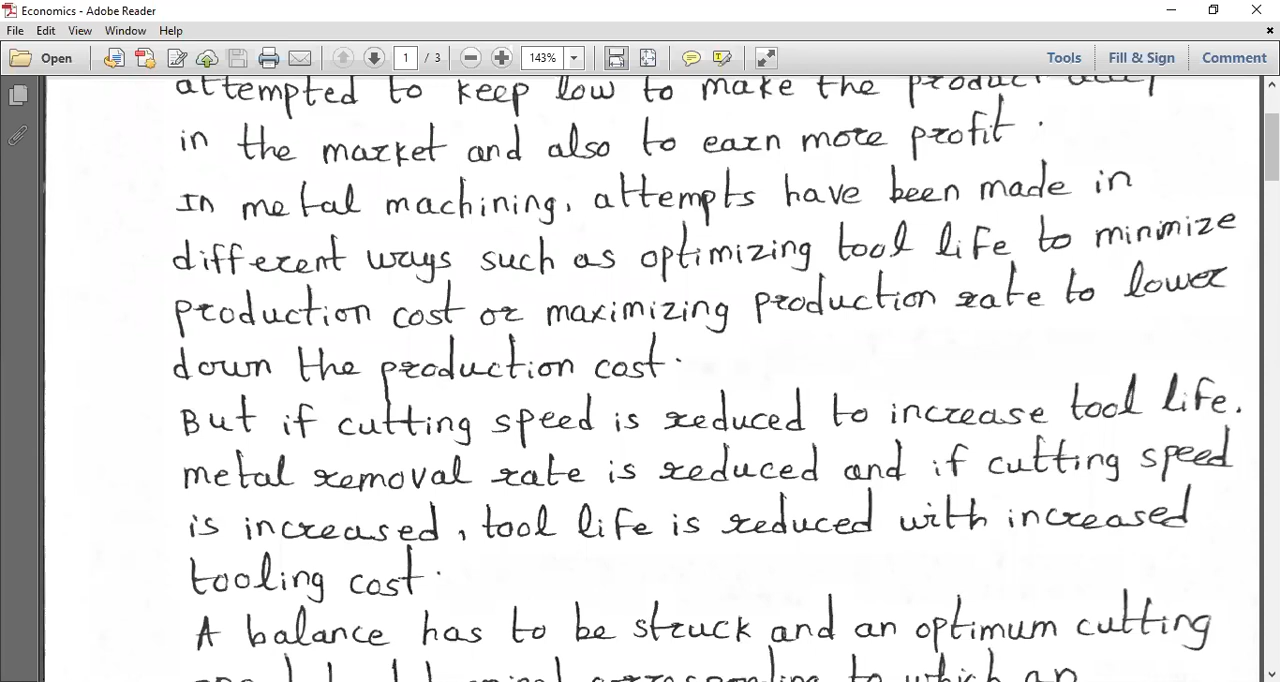 Economics - Adobe Reader
File Edit View Window Help
Open 1 / 3 143% Tools Fill & Sign Comment
attempted to keep low to make the product
in the market and also to earn more profit.
In metal machining, attempts have been made in
different ways such as optimizing tool life to minimize
production cost or maximizing production rate to lower
down the production cost.
But if cutting speed is reduced to increase tool life.
metal removal rate is reduced and if cutting speed
is increased, tool life is reduced with increased
tooling cost.
A balance has to be struck and an optimum cutting
corresponding to which an